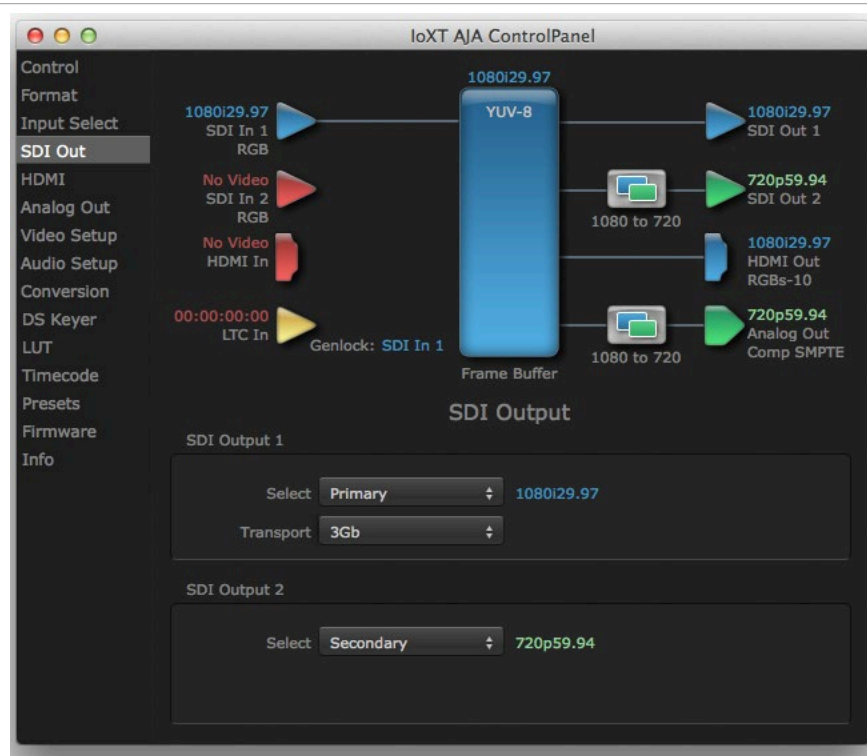 IoXT AJA ControlPanel
Control
Format
Input Select
SDI Out
HDMI
Analog Out
Video Setup
Audio Setup
Conversion
DS Keyer
LUT
Timecode
Presets
Firmware
Info
1080i29.97
YUV-8
Frame Buffer
1080i29.97
SDI In 1
RGB
No Video
SDI In 2
RGB
No Video
HDMI In
00:00:00:00
LTC In
Genlock: SDI In 1
1080i29.97
SDI Out 1
1080 to 720
720p59.94
SDI Out 2
1080i29.97
HDMI Out
RGBs-10
1080 to 720
720p59.94
Analog Out
Comp SMPTE
SDI Output
SDI Output 1
Select Primary 1080i29.97
Transport 3Gb
SDI Output 2
Select Secondary 720p59.94